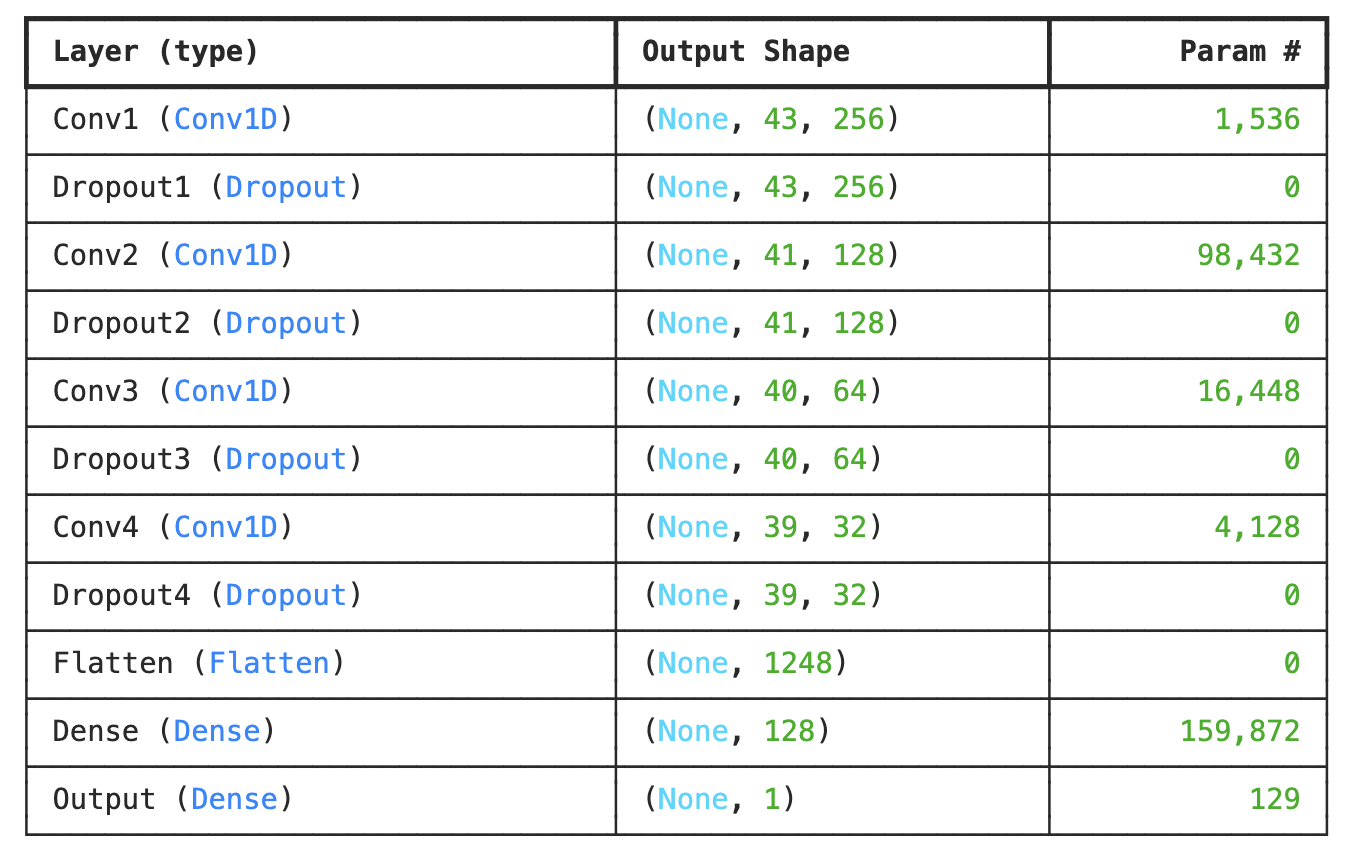 Layer (type) Output Shape Param #
Conv1 (Conv1D) (None, 43, 256) 1,536
Dropout1 (Dropout) (None, 43, 256) 0
Conv2 (Conv1D) (None, 41, 128) 98,432
Dropout2 (Dropout) (None, 41, 128) 0
Conv3 (Conv1D) (None, 40, 64) 16,448
Dropout3 (Dropout) (None, 40, 64) 0
Conv4 (Conv1D) (None, 39, 32) 4,128
Dropout4 (Dropout) (None, 39, 32) 0
Flatten (Flatten) (None, 1248) 0
Dense (Dense) (None, 128) 159,872
Output (Dense) (None, 1) 129